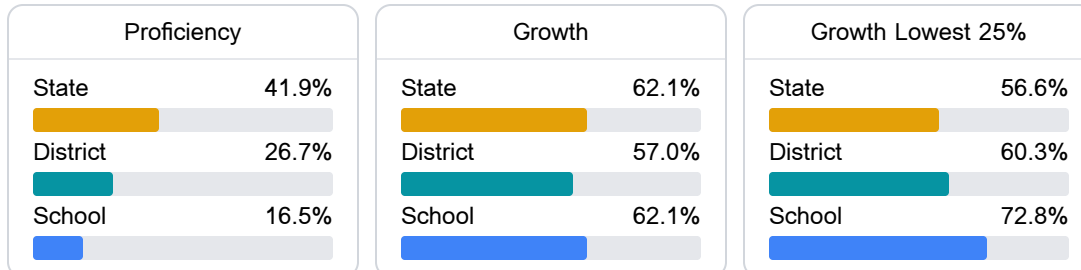 Proficiency
State 41.9%
District 26.7%
School 16.5%
Growth
State 62.1%
District 57.0%
School 62.1%
Growth Lowest 25%
State 56.6%
District 60.3%
School 72.8%